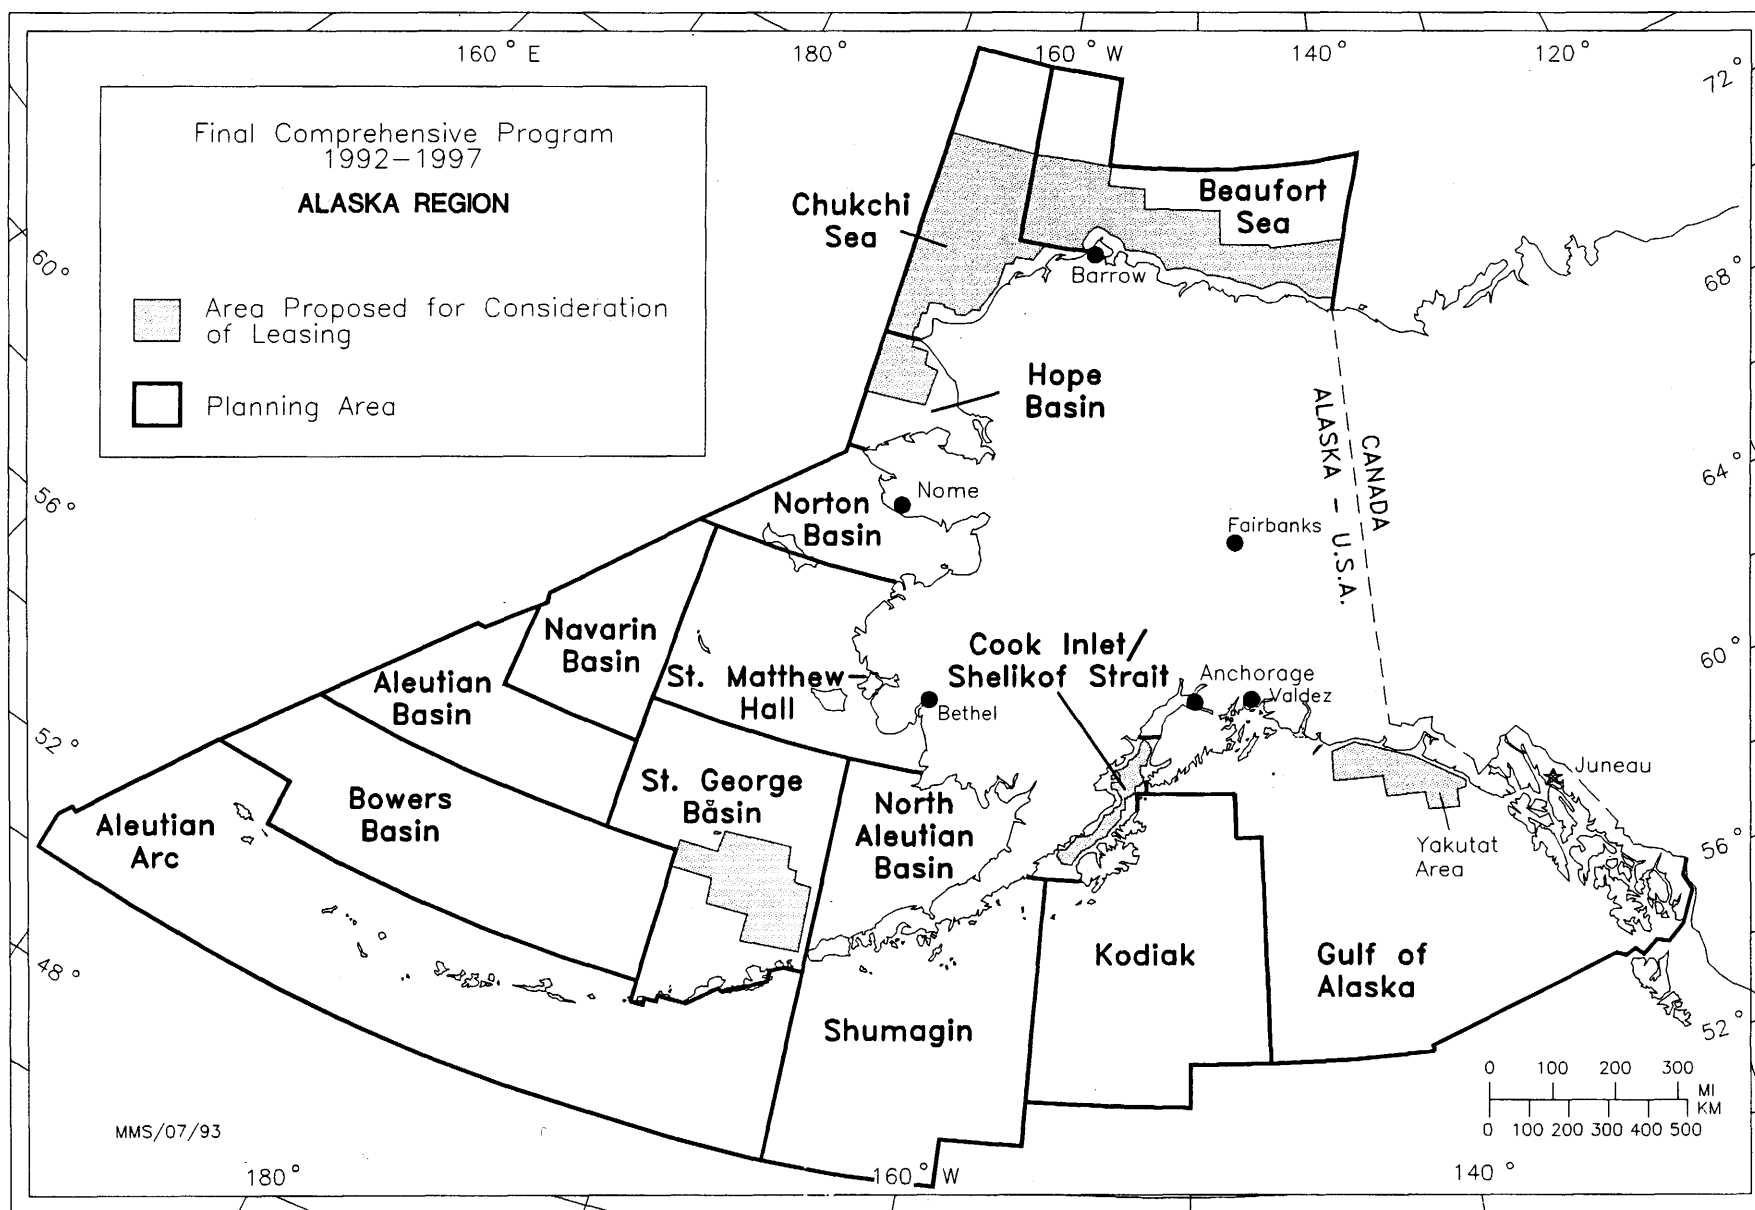 160° E
180°
160° W
140°
120°
72°
Final Comprehensive Program
1992-1997
ALASKA REGION
Area Proposed for Consideration
of Leasing
Planning Area
60°
56°
52°
48°
68°
64°
60°
56°
52°
Chukchi
Sea
Beaufort
Sea
Barrow
Hope
Basin
ALASKA - U.S.A.
CANADA
Norton
Basin
Nome
Fairbanks
Navarin
Basin
Aleutian
Basin
St. Matthew-
Hall
Bethel
Cook Inlet/
Shelikof Strait
Anchorage
Valdez
Juneau
Yakutat
Area
Aleutian
Arc
Bowers
Basin
St. George
Basin
North
Aleutian
Basin
Kodiak
Gulf of
Alaska
Shumagin
0 100 200 300
MI
KM
0 100 200 300 400 500
MMS/07/93
180°
160° W
140°